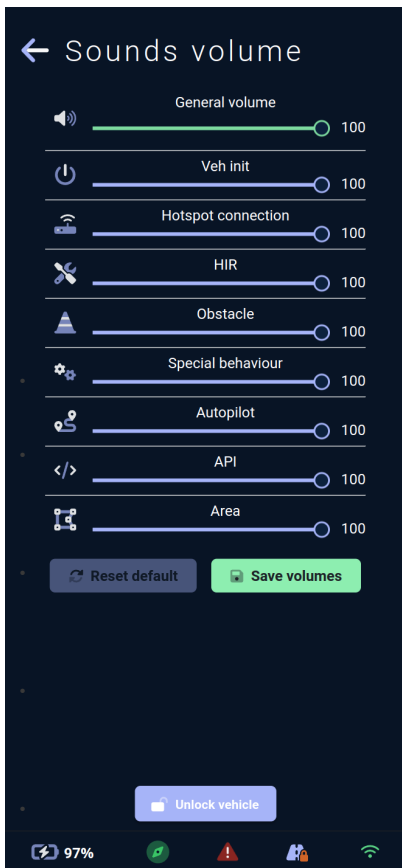 Sounds volume
General volume
100
Veh init
100
Hotspot connection
100
HIR
100
Obstacle
100
Special behaviour
100
Autopilot
100
API
100
Area
100
Reset default
Save volumes
Unlock vehicle
97%